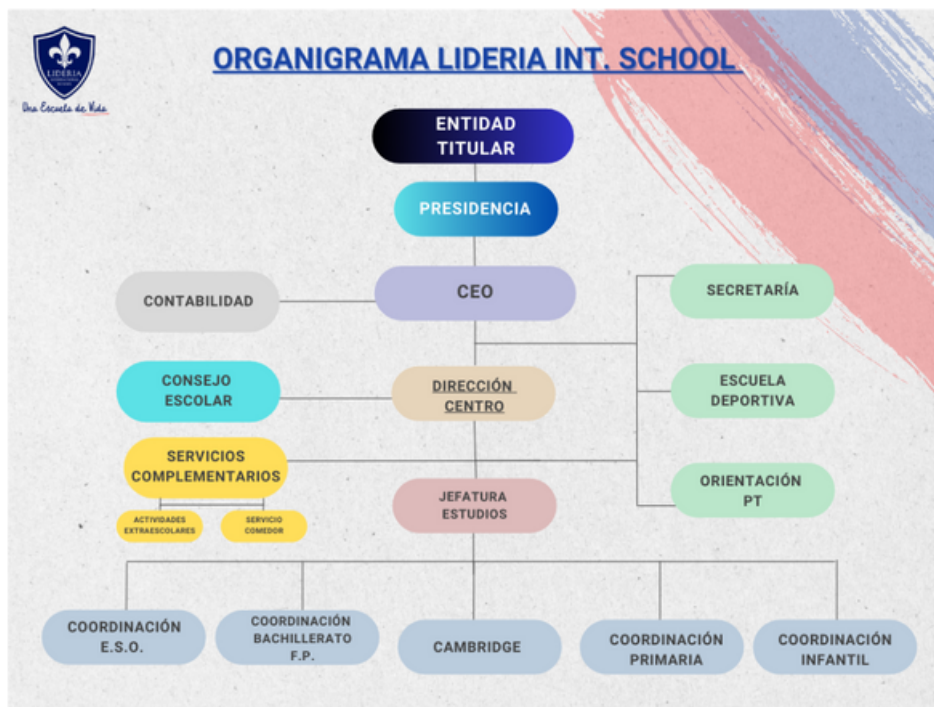 ORGANIGRAMA LIDERIA INT. SCHOOL
LIDERIA
Una Escuela de Vida
ENTIDAD
TITULAR
PRESIDENCIA
CEO
CONTABILIDAD
SECRETARÍA
CONSEJO
ESCOLAR
DIRECCIÓN
CENTRO
ESCUELA
DEPORTIVA
SERVICIOS
COMPLEMENTARIOS
ACTIVIDADES
EXTRAESCOLARES
SERVICIO
COMEDOR
JEFATURA
ESTUDIOS
ORIENTACIÓN
PT
COORDINACIÓN
E.S.O.
COORDINACIÓN
BACHILLERATO
F.P.
CAMBRIDGE
COORDINACIÓN
PRIMARIA
COORDINACIÓN
INFANTIL